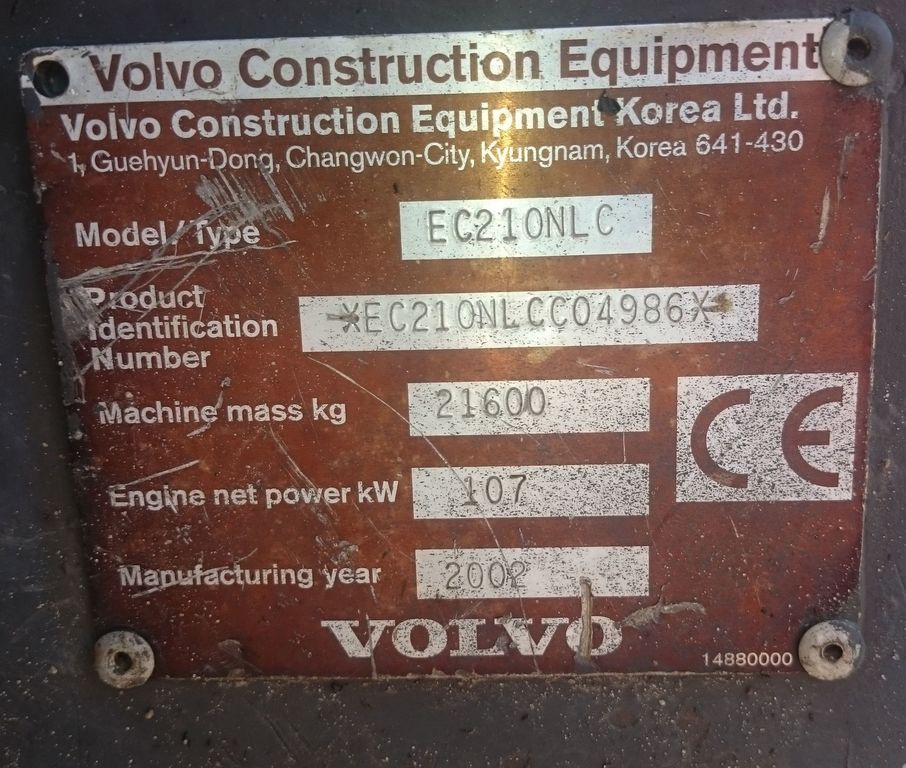 Volvo Construction Equipment
Volvo Construction Equipment Korea Ltd.
1, Guehyun-Dong, Changwon-City, Kyungnam, Korea 641-430
Model/Type EC210NLC
Product
Identification
Number
*EC210NLCC04986*
Machine mass kg 21600
CE
Engine net power kW 107
Manufacturing year 2002
VOLVO
14880000